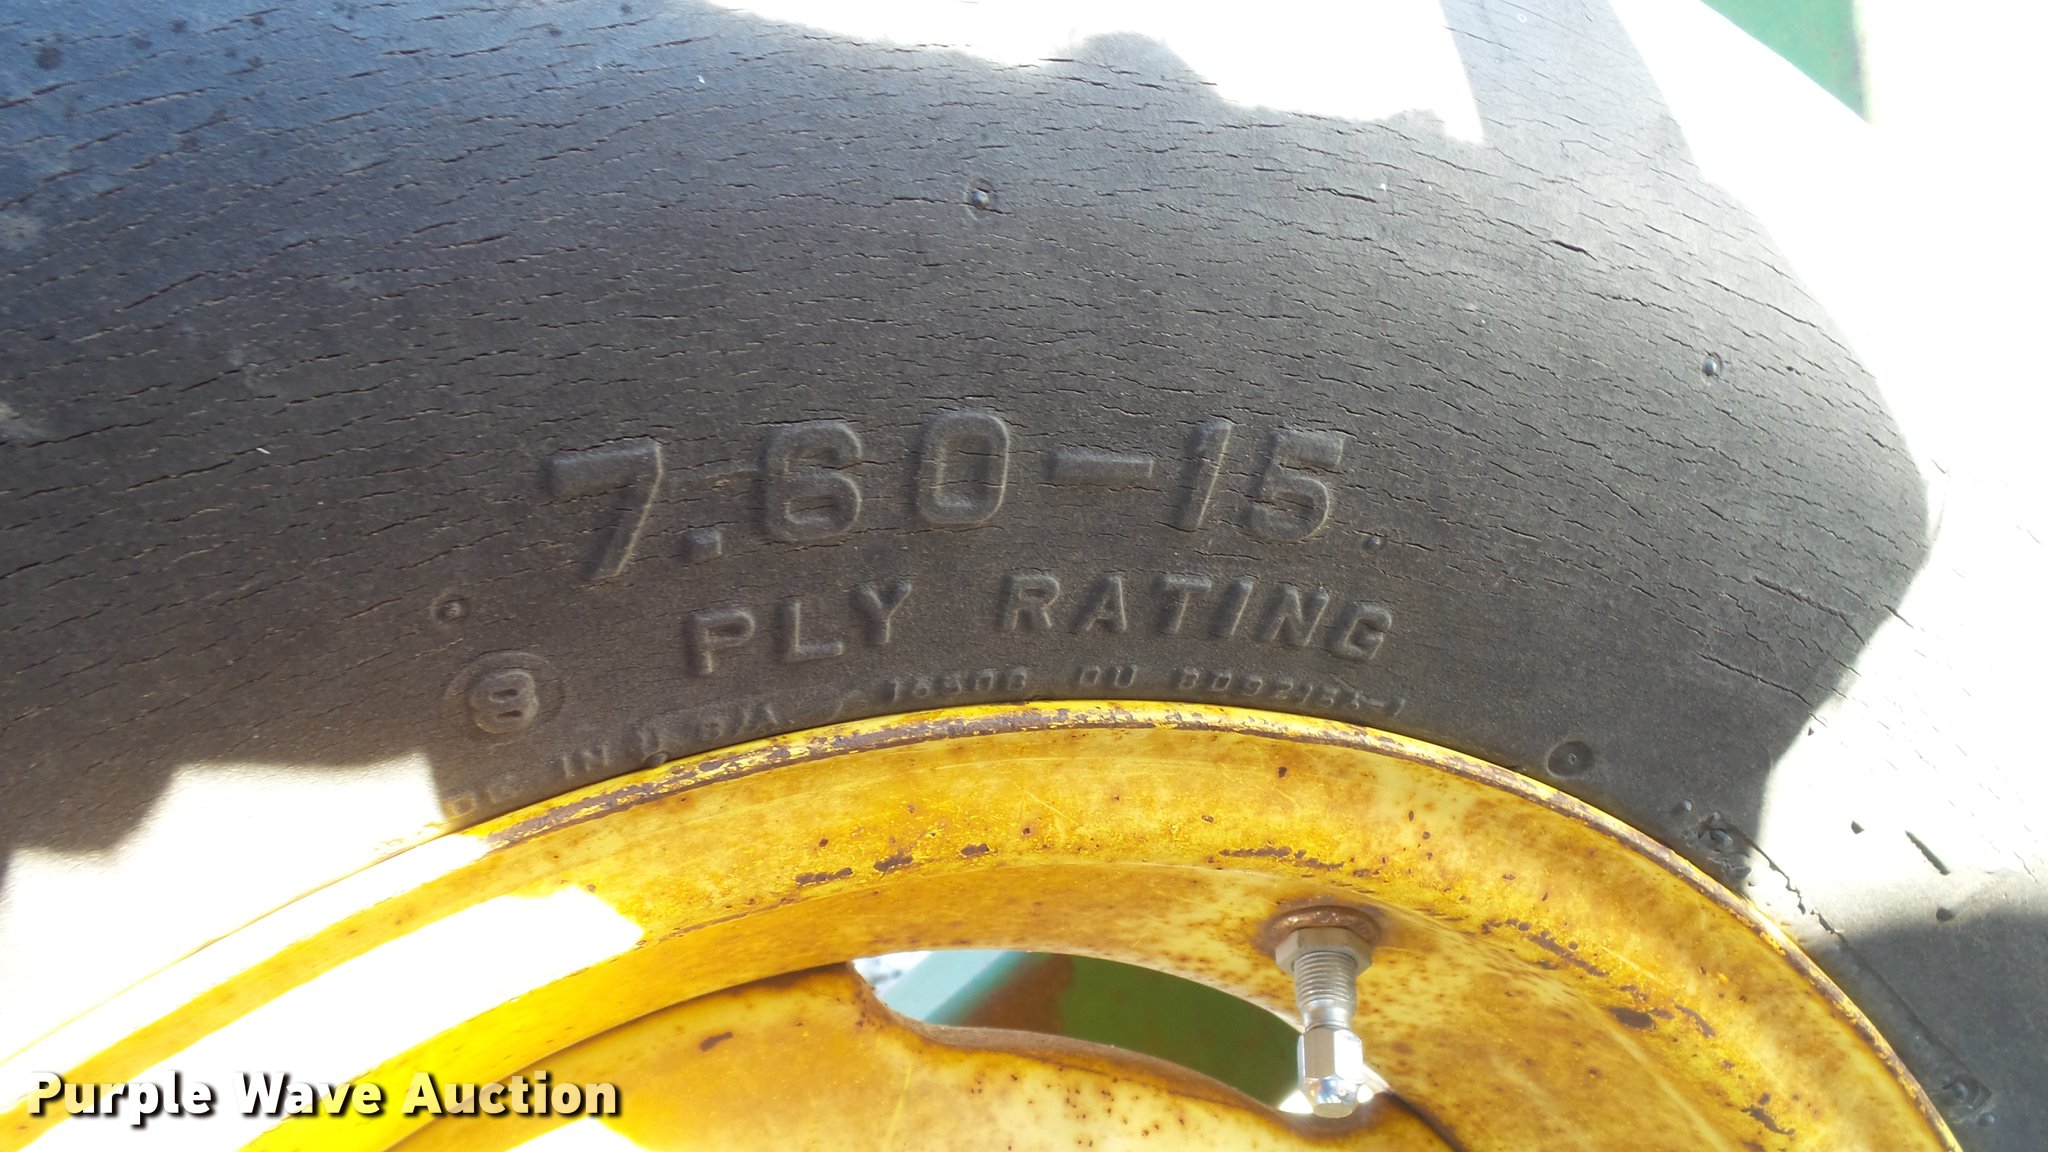 7.60-15
PLY RATING
8
IN U S A
Purple Wave Auction